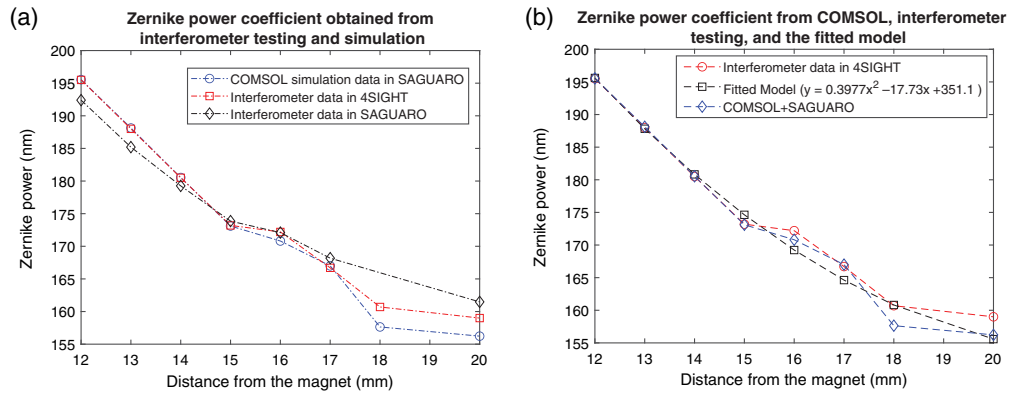 (a)
Zernike power coefficient obtained from
interferometer testing and simulation
200
195
190
185
180
175
170
165
160
155
Zernike power (nm)
COMSOL simulation data in SAGUARO
Interferometer data in 4SIGHT
Interferometer data in SAGUARO
12 13 14 15 16 17 18 19 20
Distance from the magnet (mm)
(b)
Zernike power coefficient from COMSOL, interferometer
testing, and the fitted model
200
195
190
185
180
175
170
165
160
155
Zernike power (nm)
Interferometer data in 4SIGHT
Fitted Model (y = 0.3977x² −17.73x +351.1 )
COMSOL+SAGUARO
12 13 14 15 16 17 18 19 20
Distance from the magnet (mm)